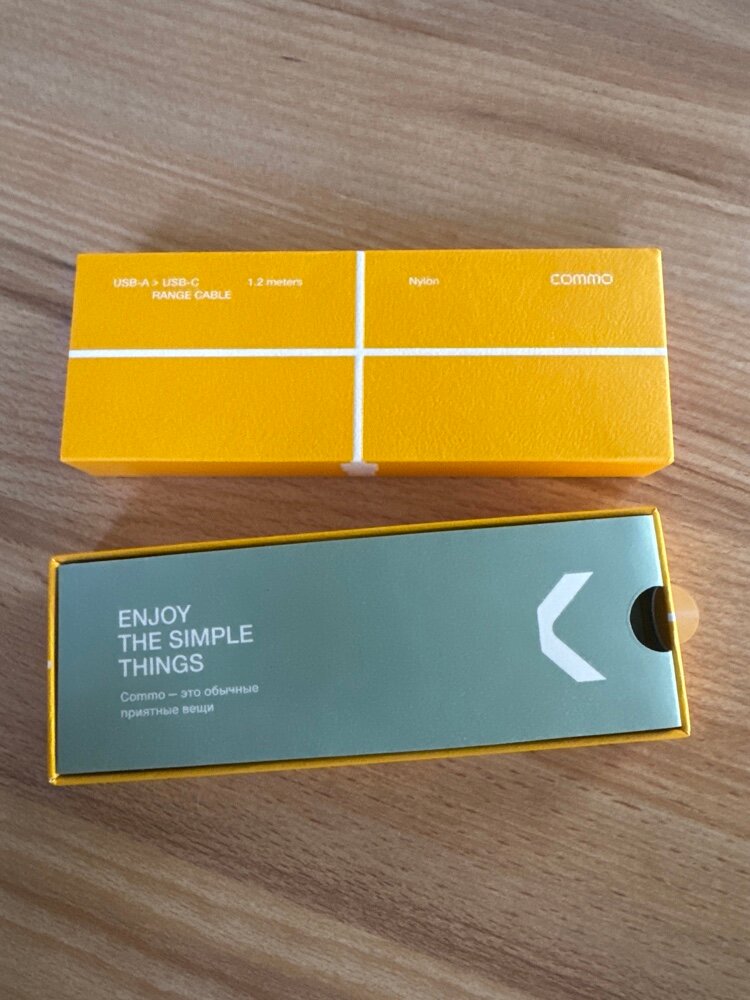 USB-A > USB-C 1.2 meters Nylon COMMO
RANGE CABLE
ENJOY
THE SIMPLE
THINGS
Commo — это обычные
приятные вещи